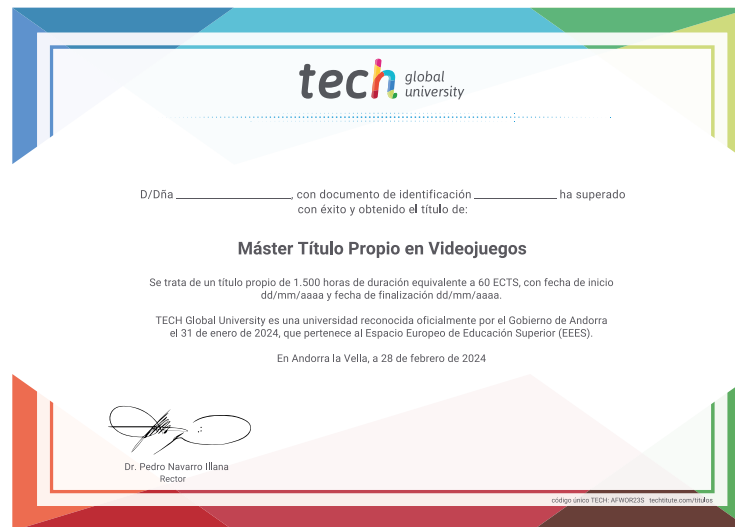 tech global university
D/Dña ____________, con documento de identificación ____________ ha superado
con éxito y obtenido el título de:
Máster Título Propio en Videojuegos
Se trata de un título propio de 1.500 horas de duración equivalente a 60 ECTS, con fecha de inicio
dd/mm/aaaa y fecha de finalización dd/mm/aaaa.
TECH Global University es una universidad reconocida oficialmente por el Gobierno de Andorra
el 31 de enero de 2024, que pertenece al Espacio Europeo de Educación Superior (EEES).
En Andorra la Vella, a 28 de febrero de 2024
Dr. Pedro Navarro Illana
Rector
código único TECH: AFWOR23S techtitute.com/titulos